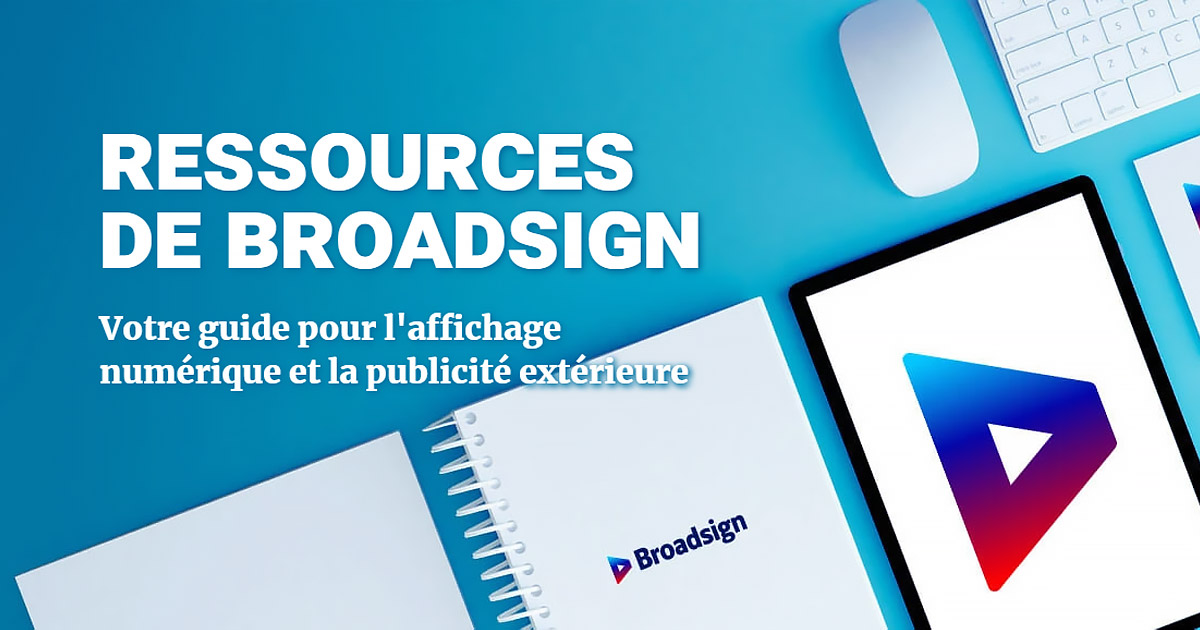 RESSOURCES
DE BROADSIGN
Votre guide pour l'affichage
numérique et la publicité extérieure
Broadsign
Q
A S D
Z X C